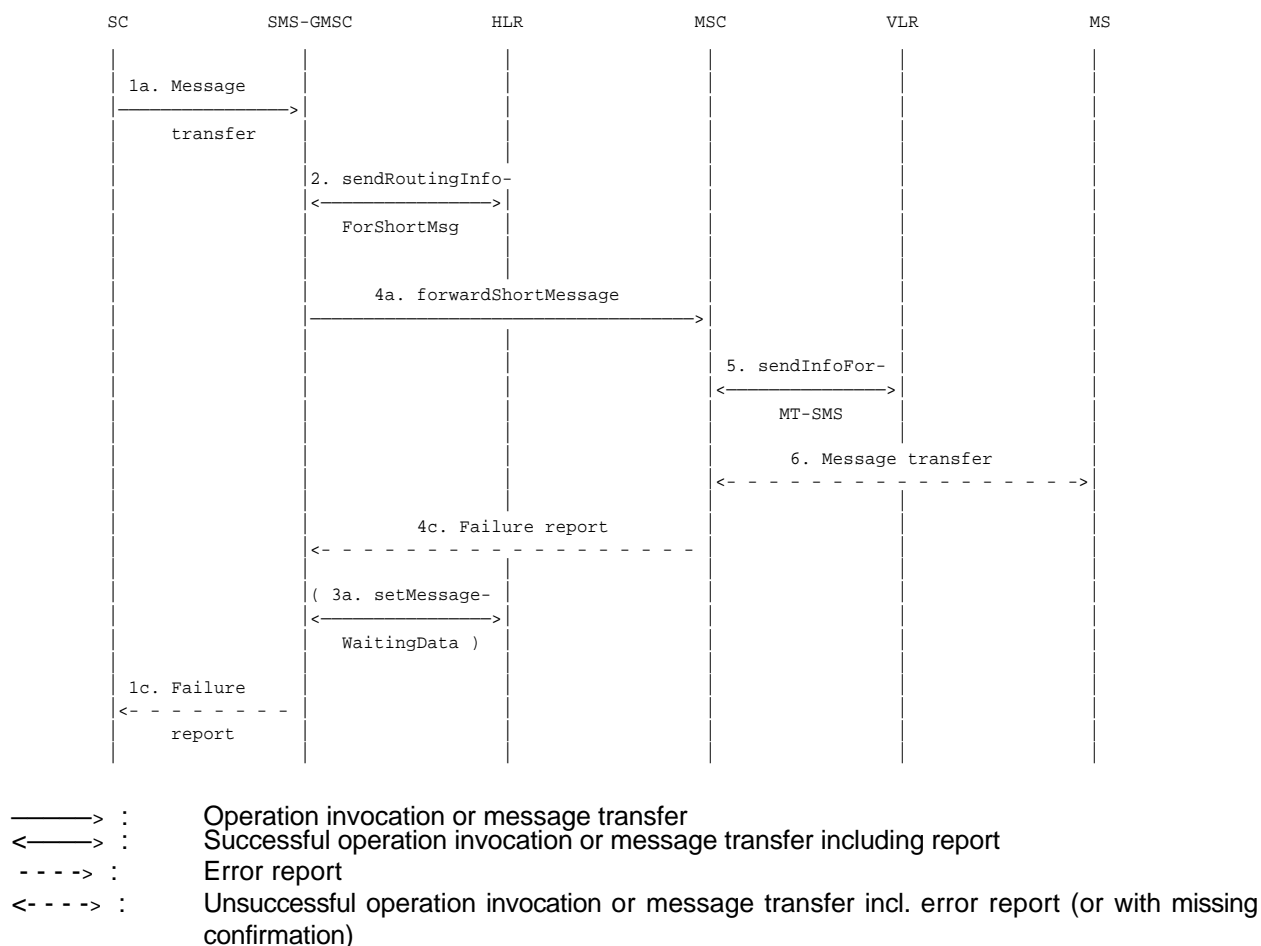 SC SMS-GMSC HLR MSC VLR MS
1a. Message
transfer
2. sendRoutingInfo-
ForShortMsg
4a. forwardShortMessage
5. sendInfoFor-
MT-SMS
6. Message transfer
4c. Failure report
( 3a. setMessage-
WaitingData )
1c. Failure
report
: Operation invocation or message transfer
: Successful operation invocation or message transfer including report
: Error report
: Unsuccessful operation invocation or message transfer incl. error report (or with missing
confirmation)